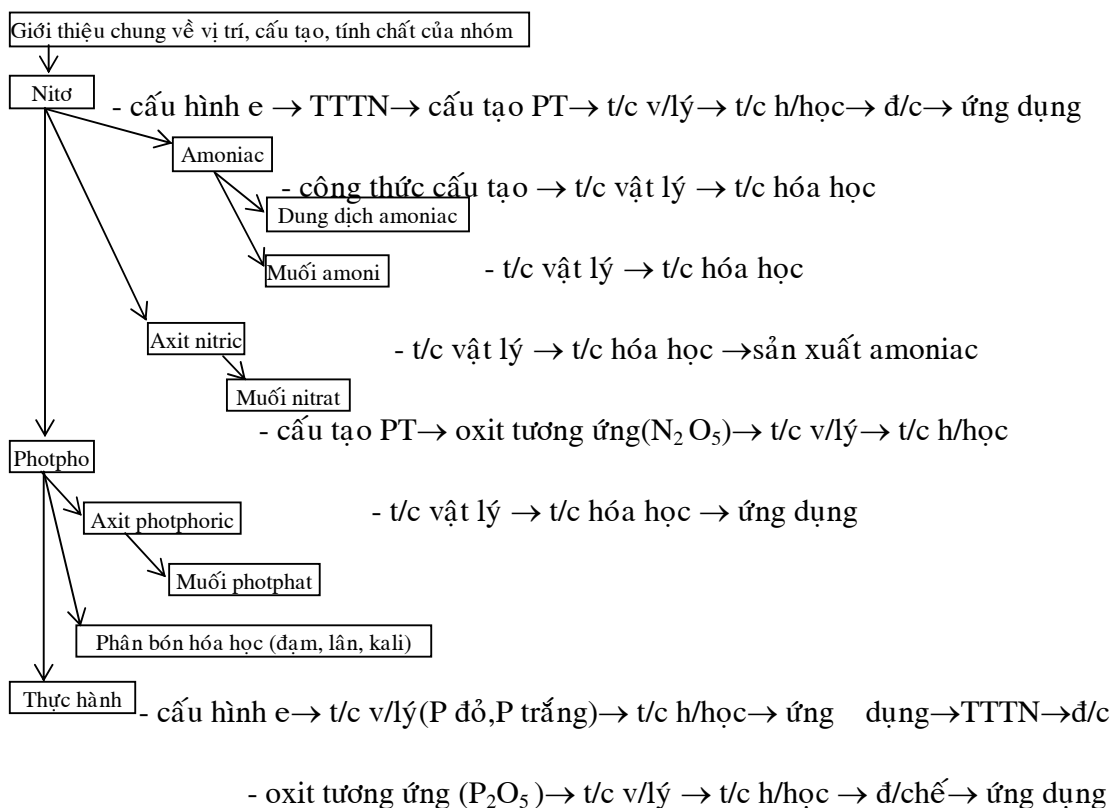 Giới thiệu chung về vị trí, cấu tạo, tính chất của nhóm
Nitơ
- cấu hình e → TTTN→ cấu tạo PT→ t/c v/lý→ t/c h/học→ đ/c→ ứng dụng
Amoniac
- công thức cấu tạo → t/c vật lý → t/c hóa học
Dung dịch amoniac
Muối amoni
- t/c vật lý → t/c hóa học
Axit nitric
- t/c vật lý → t/c hóa học →sản xuất amoniac
Muối nitrat
- cấu tạo PT→ oxit tương ứng(N₂ O₅)→ t/c v/lý→ t/c h/học
Photpho
Axit photphoric
- t/c vật lý → t/c hóa học → ứng dụng
Muối photphat
Phân bón hóa học (đạm, lân, kali)
Thực hành
- cấu hình e→ t/c v/lý(P đỏ,P trắng)→ t/c h/học→ ứng dụng→TTTN→đ/c
- oxit tương ứng (P₂O₅)→ t/c v/lý → t/c h/học → đ/chế→ ứng dụng